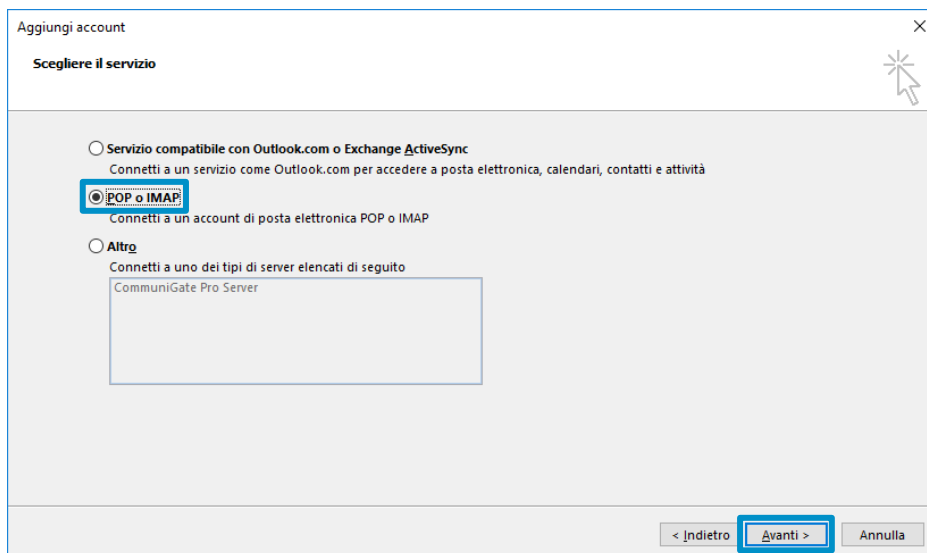 Aggiungi account
Scegliere il servizio
Servizio compatibile con Outlook.com o Exchange ActiveSync
Connetti a un servizio come Outlook.com per accedere a posta elettronica, calendari, contatti e attività
POP o IMAP
Connetti a un account di posta elettronica POP o IMAP
Altro
Connetti a uno dei tipi di server elencati di seguito
CommuniGate Pro Server
< Indietro
Avanti >
Annulla